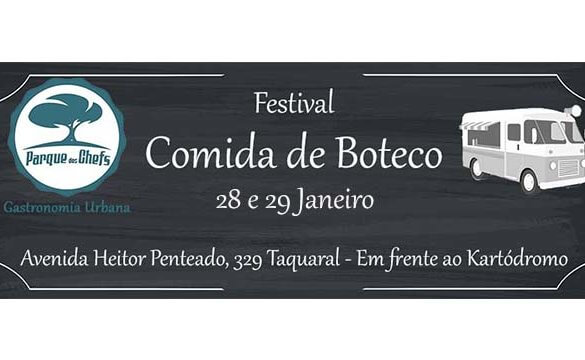 Festival
Parque dos Chefs
Comida de Boteco
Gastronomia Urbana
28 e 29 Janeiro
Avenida Heitor Penteado, 329 Taquaral - Em frente ao Kartódromo